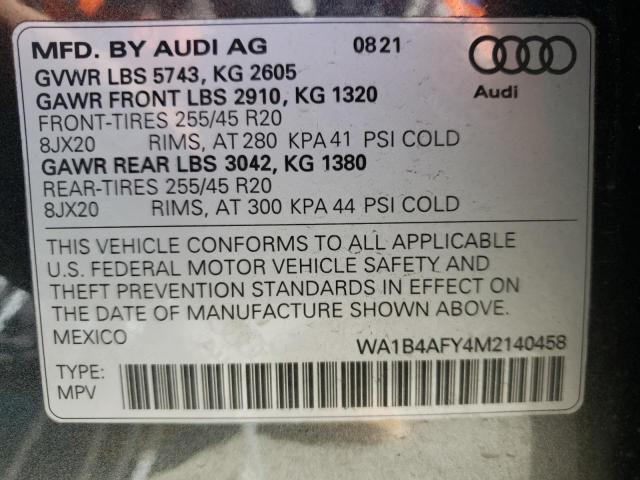 MFD. BY AUDI AG 0821
GVWR LBS 5743, KG 2605
GAWR FRONT LBS 2910, KG 1320
Audi
FRONT-TIRES 255/45 R20
8JX20 RIMS, AT 280 KPA 41 PSI COLD
GAWR REAR LBS 3042, KG 1380
REAR-TIRES 255/45 R20
8JX20 RIMS, AT 300 KPA 44 PSI COLD
THIS VEHICLE CONFORMS TO ALL APPLICABLE
U.S. FEDERAL MOTOR VEHICLE SAFETY AND
THEFT PREVENTION STANDARDS IN EFFECT ON
THE DATE OF MANUFACTURE SHOWN ABOVE.
MEXICO
WA1B4AFY4M2140458
TYPE:
MPV